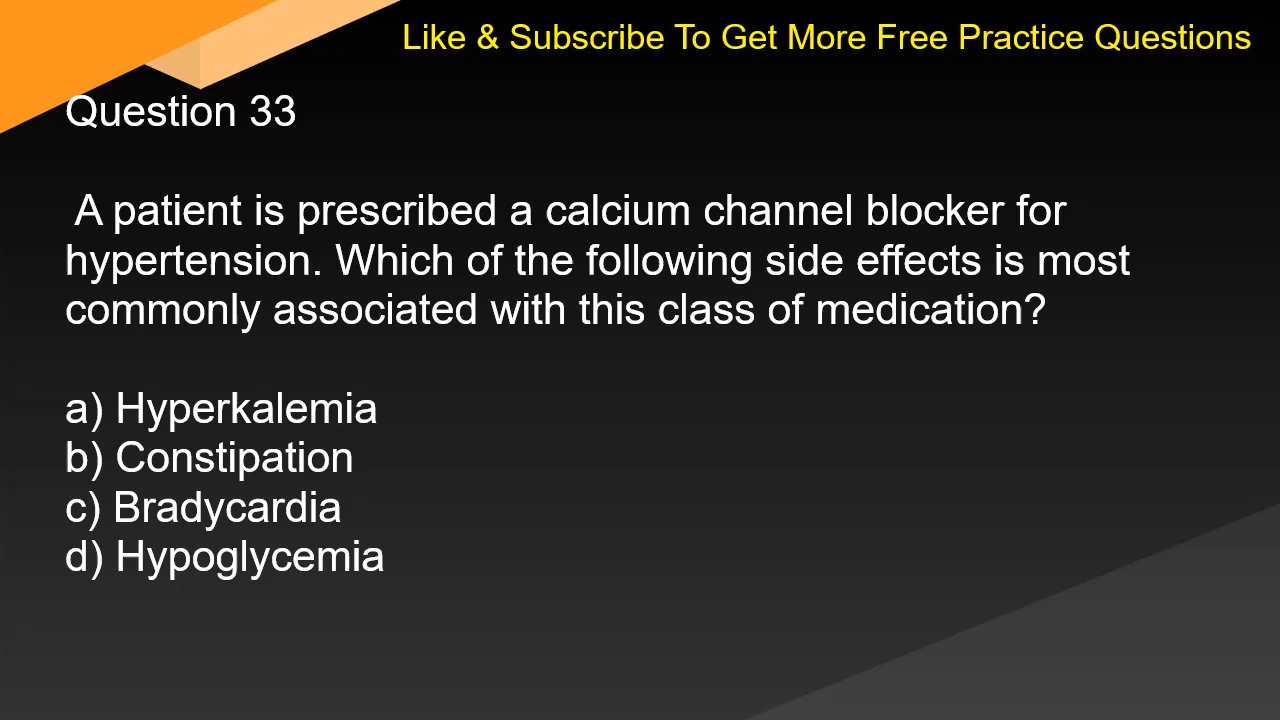 Like & Subscribe To Get More Free Practice Questions
Question 33
A patient is prescribed a calcium channel blocker for
hypertension. Which of the following side effects is most
commonly associated with this class of medication?
a) Hyperkalemia
b) Constipation
c) Bradycardia
d) Hypoglycemia